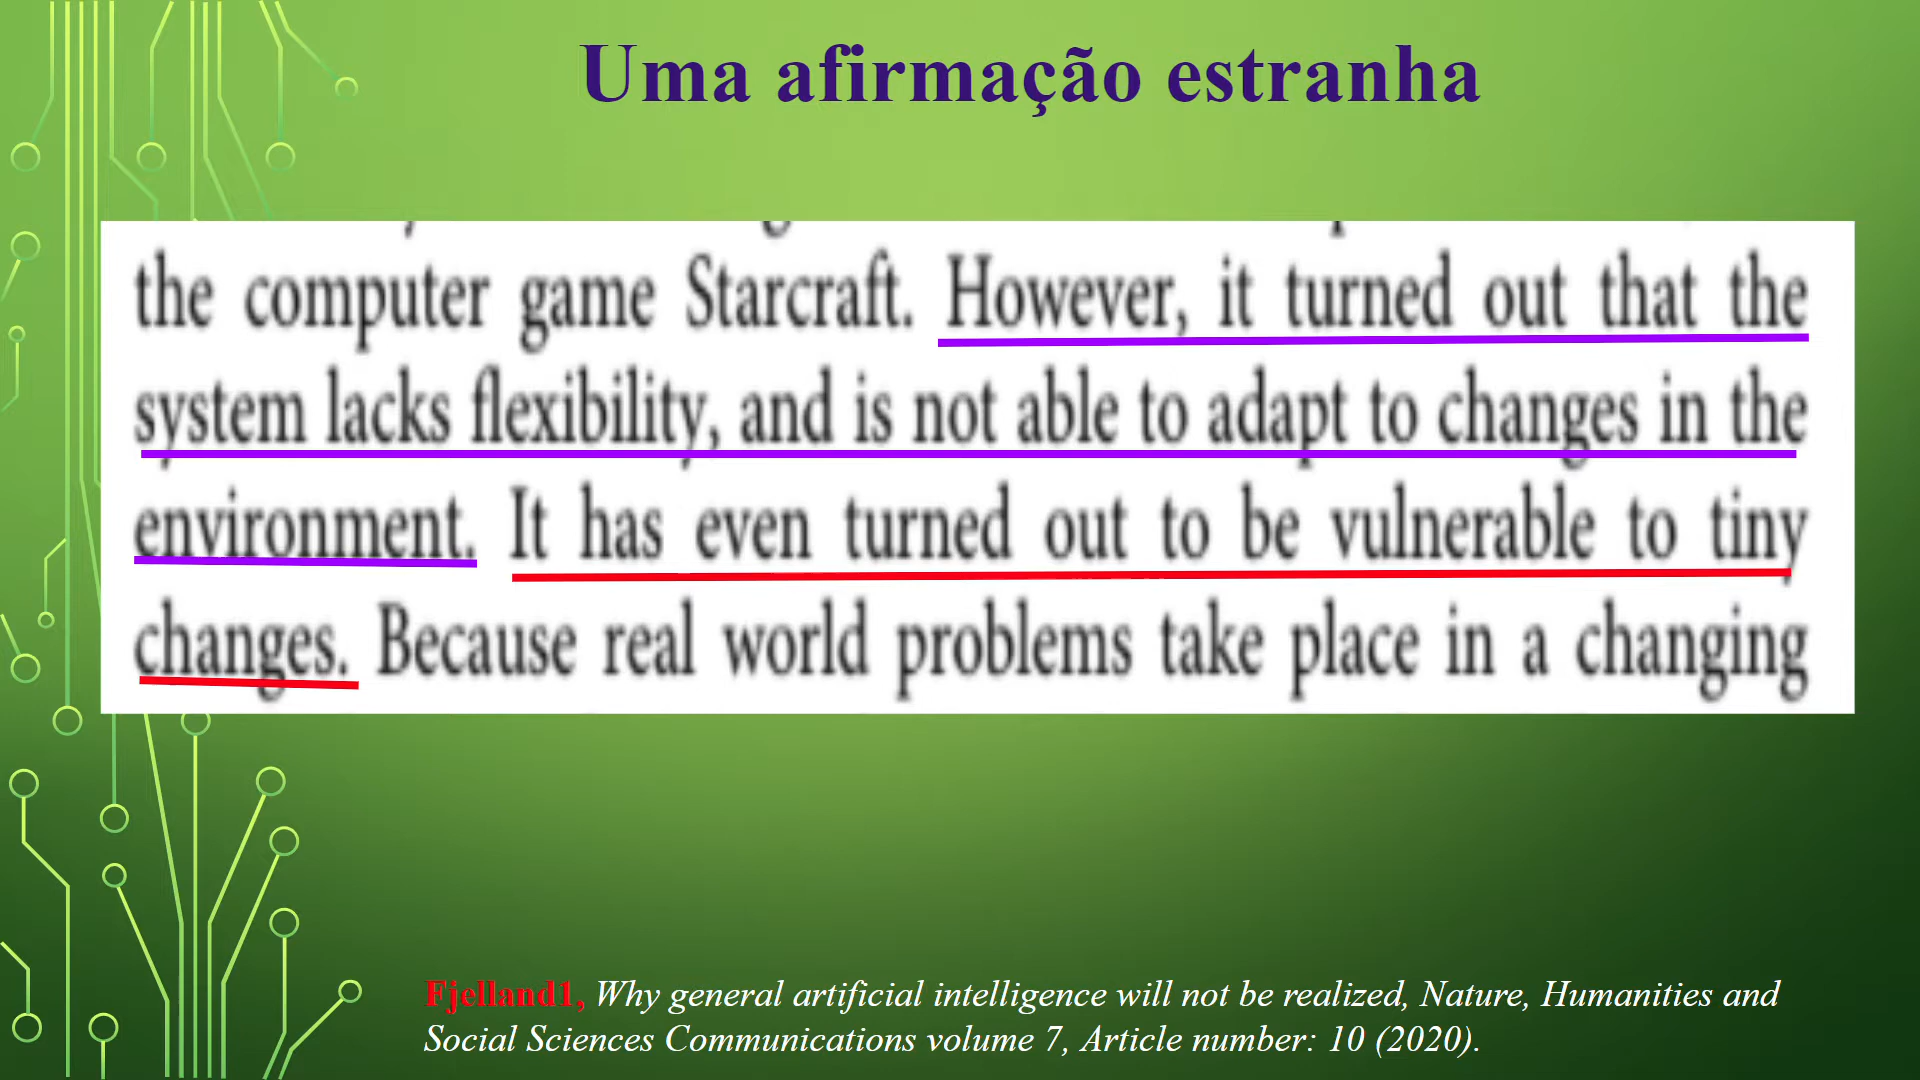 Uma afirmação estranha
the computer game Starcraft. However, it turned out that the
system lacks flexibility, and is not able to adapt to changes in the
environment. It has even turned out to be vulnerable to tiny
changes. Because real world problems take place in a changing
Fjelland1, Why general artificial intelligence will not be realized, Nature, Humanities and
Social Sciences Communications volume 7, Article number: 10 (2020).